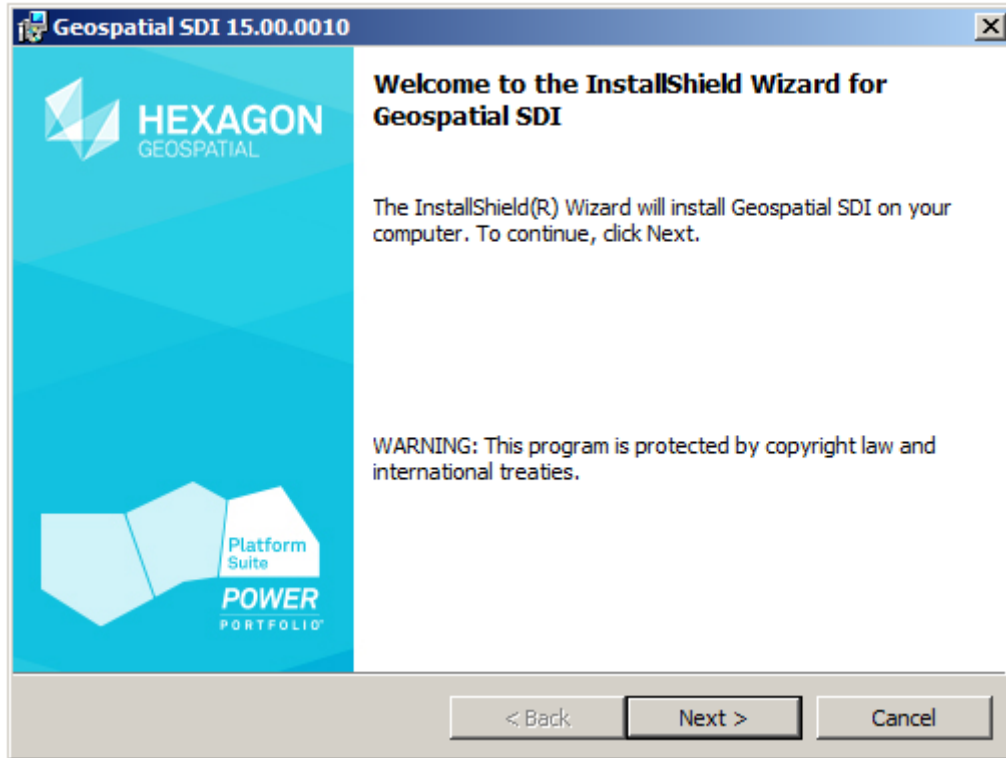 Geospatial SDI 15.00.0010
HEXAGON
GEOSPATIAL
Welcome to the InstallShield Wizard for
Geospatial SDI
The InstallShield(R) Wizard will install Geospatial SDI on your
computer. To continue, click Next.
WARNING: This program is protected by copyright law and
international treaties.
Platform
Suite
POWER
PORTFOLIO™
< Back
Next >
Cancel